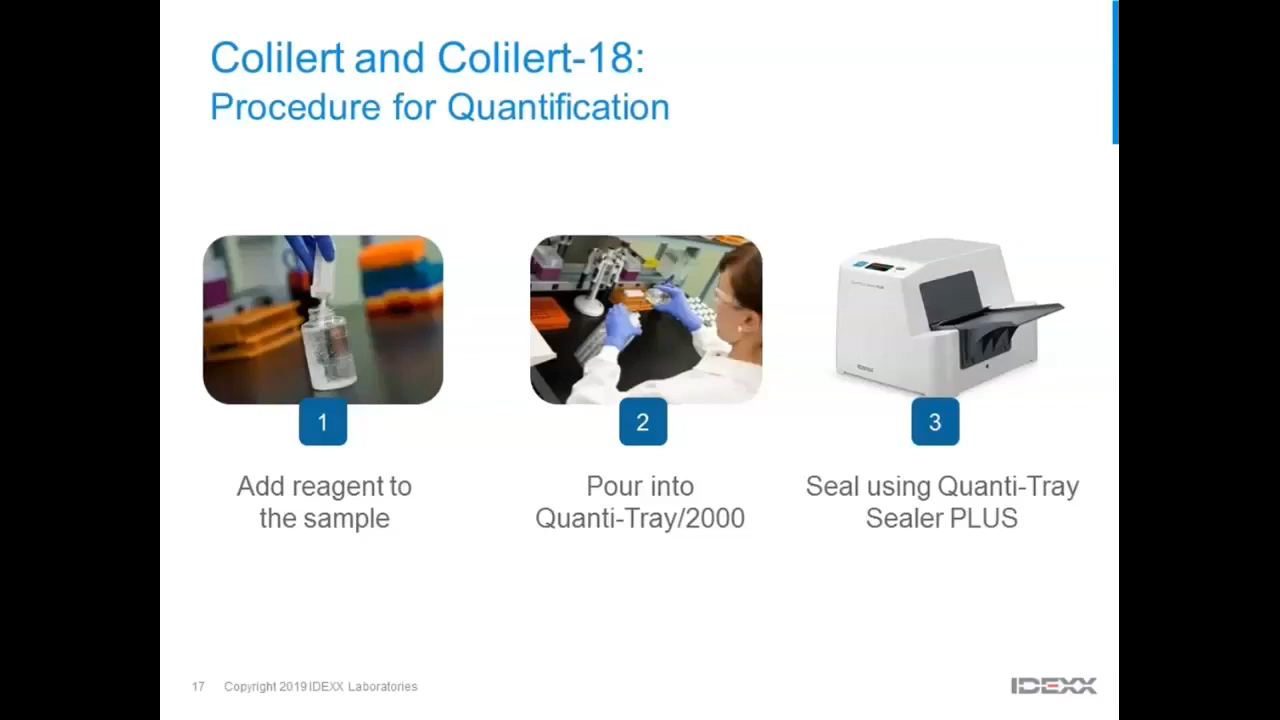 Colilert and Colilert-18:
Procedure for Quantification
1
2
3
Add reagent to
the sample
Pour into
Quanti-Tray/2000
Seal using Quanti-Tray
Sealer PLUS
17 Copyright 2019 IDEXX Laboratories
IDEXX